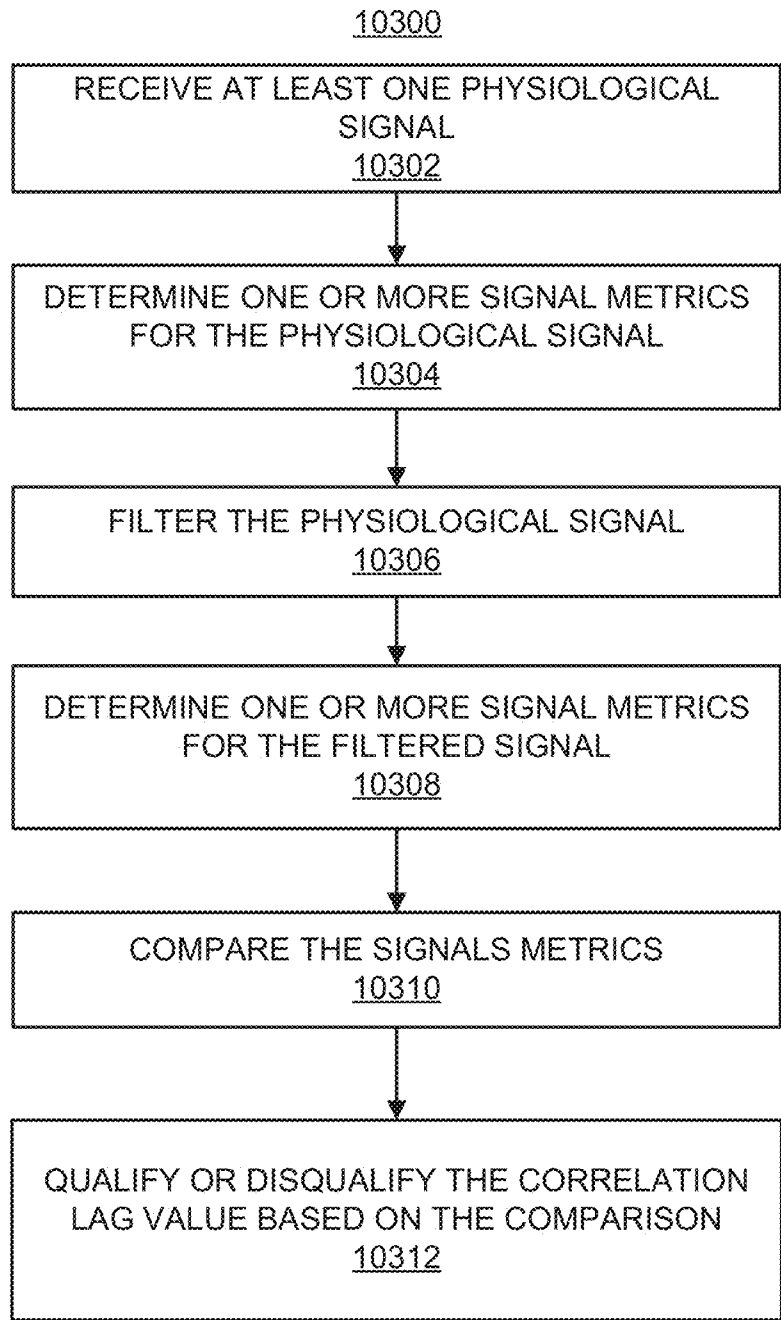 10300
RECEIVE AT LEAST ONE PHYSIOLOGICAL
SIGNAL
10302
DETERMINE ONE OR MORE SIGNAL METRICS
FOR THE PHYSIOLOGICAL SIGNAL
10304
FILTER THE PHYSIOLOGICAL SIGNAL
10306
DETERMINE ONE OR MORE SIGNAL METRICS
FOR THE FILTERED SIGNAL
10308
COMPARE THE SIGNALS METRICS
10310
QUALIFY OR DISQUALIFY THE CORRELATION
LAG VALUE BASED ON THE COMPARISON
10312